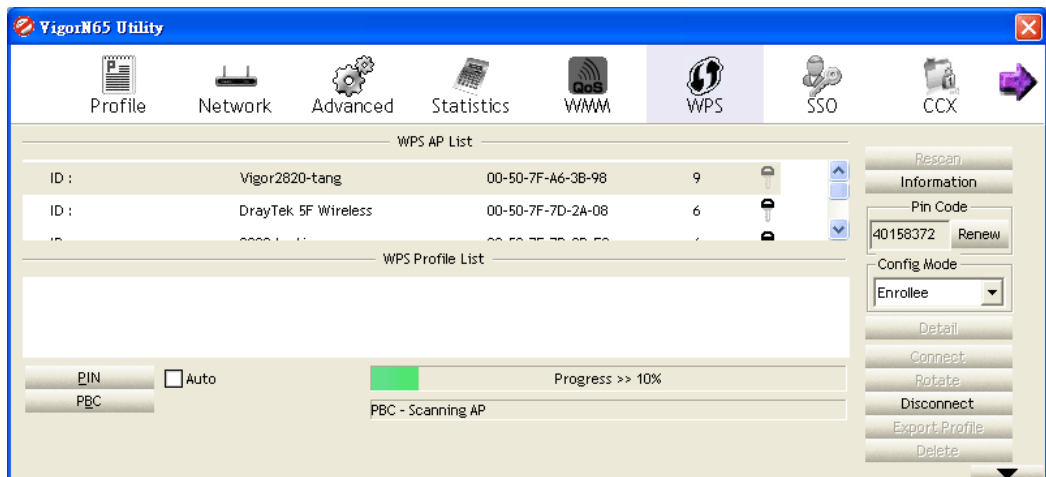 VigorN65 Utility
Profile Network Advanced Statistics WMM WPS SSO CCX
QoS
WPS AP List
ID : Vigor2820-tang 00-50-7F-A6-3B-98 9
ID : DrayTek 5F Wireless 00-50-7F-7D-2A-08 6
WPS Profile List
Rescan
Information
Pin Code
40158372 Renew
Config Mode
Enrollee
Detail
Connect
Rotate
Disconnect
Export Profile
Delete
PIN Auto Progress >> 10%
PBC PBC - Scanning AP